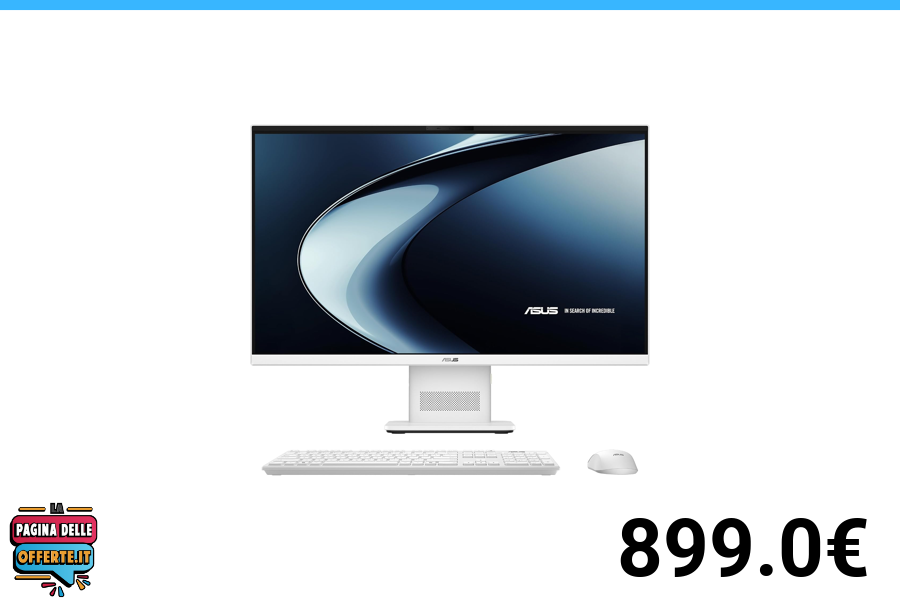 ASUS IN SEARCH OF INCREDIBLE
ASUS
LA
PAGINA DELLE
OFFERTE.IT
899.0€